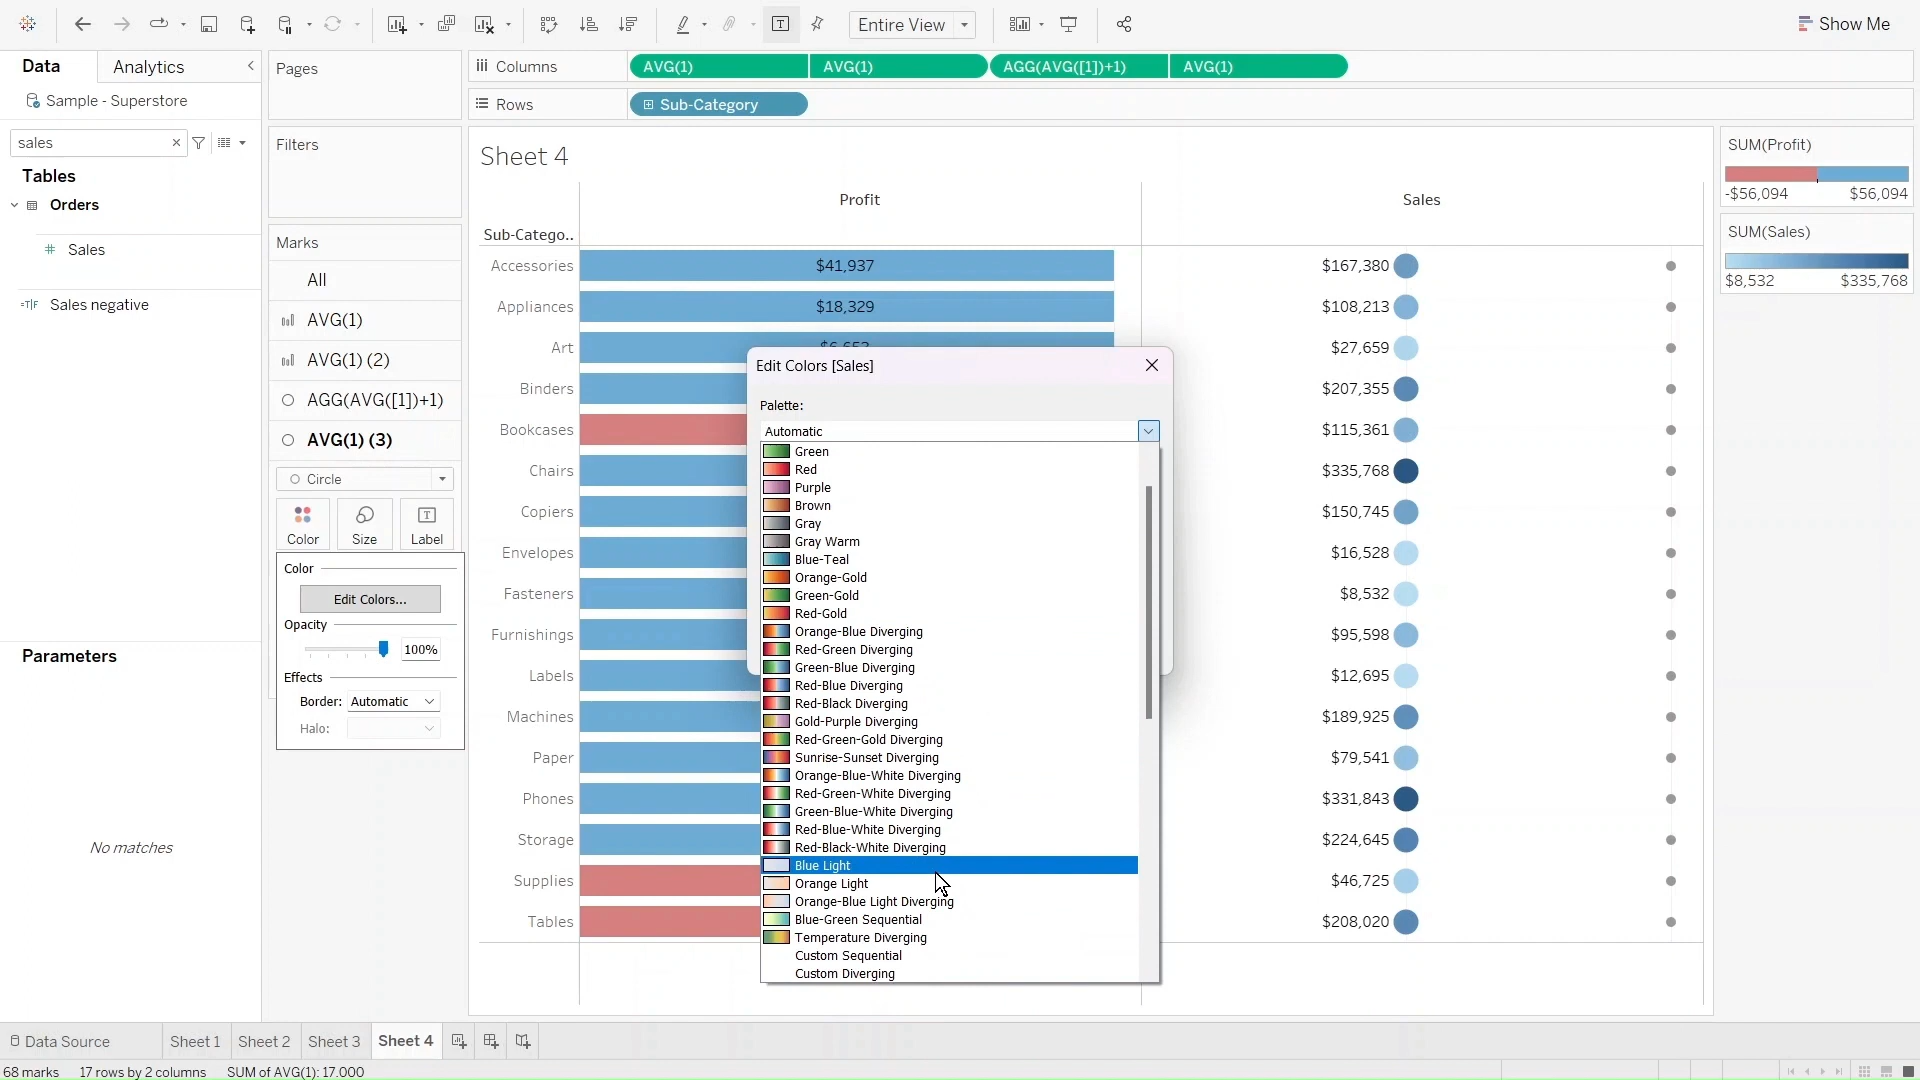 Entire View
Show Me
Data
Analytics
Sample - Superstore
sales
Tables
Orders
Sales
Sales negative
Parameters
No matches
Pages
Filters
Marks
All
AVG(1)
AVG(1) (2)
AGG(AVG([1])+1)
AVG(1) (3)
Circle
Color
Size
Label
Color
Edit Colors...
Opacity
100%
Effects
Border: Automatic
Halo:
Columns
AVG(1)
AVG(1)
AGG(AVG([1])+1)
AVG(1)
Rows
Sub-Category
Sheet 4
Profit
Sales
Sub-Catego..
Accessories
$41,937
$167,380
Appliances
$18,329
$108,213
Art
$27,659
Binders
$207,355
Bookcases
$115,361
Chairs
$335,768
Copiers
$150,745
Envelopes
$16,528
Fasteners
$8,532
Furnishings
$95,598
Labels
$12,695
Machines
$189,925
Paper
$79,541
Phones
$331,843
Storage
$224,645
Supplies
$46,725
Tables
$208,020
Edit Colors [Sales]
Palette:
Automatic
Green
Red
Purple
Brown
Gray
Gray Warm
Blue-Teal
Orange-Gold
Green-Gold
Red-Gold
Orange-Blue Diverging
Red-Green Diverging
Green-Blue Diverging
Red-Blue Diverging
Red-Black Diverging
Gold-Purple Diverging
Red-Green-Gold Diverging
Sunrise-Sunset Diverging
Orange-Blue-White Diverging
Red-Green-White Diverging
Green-Blue-White Diverging
Red-Blue-White Diverging
Red-Black-White Diverging
Blue Light
Orange Light
Orange-Blue Light Diverging
Blue-Green Sequential
Temperature Diverging
Custom Sequential
Custom Diverging
SUM(Profit)
-$56,094
$56,094
SUM(Sales)
$8,532
$335,768
Data Source
Sheet 1
Sheet 2
Sheet 3
Sheet 4
68 marks
17 rows by 2 columns
SUM of AVG(1): 17.000